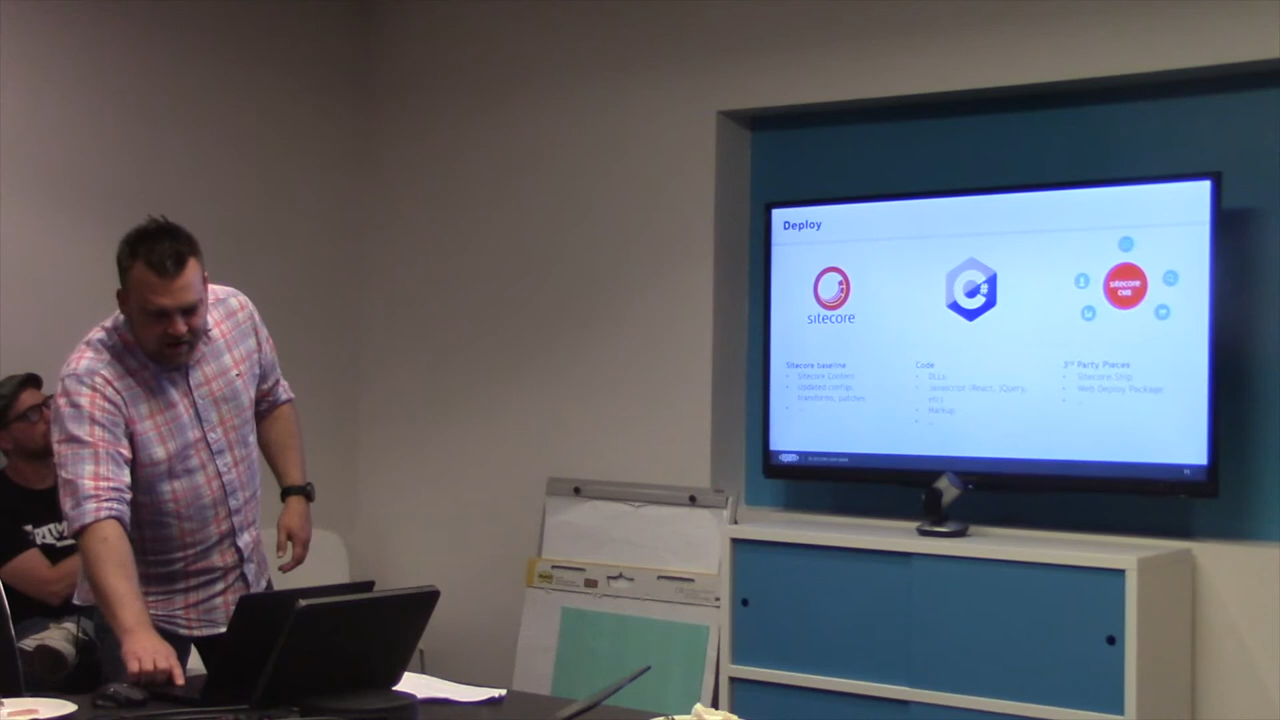 Deploy
sitecore
C#
sitecore
CMS
Sitecore baseline
• Sitecore Content
• Updated configs,
transforms, patches
• ...
Code
• DLLs
• Javascript (React, jQuery,
etc)
• Markup
• ...
3rd Party Pieces
• Sitecore Ship
• Web Deploy Package
• ...